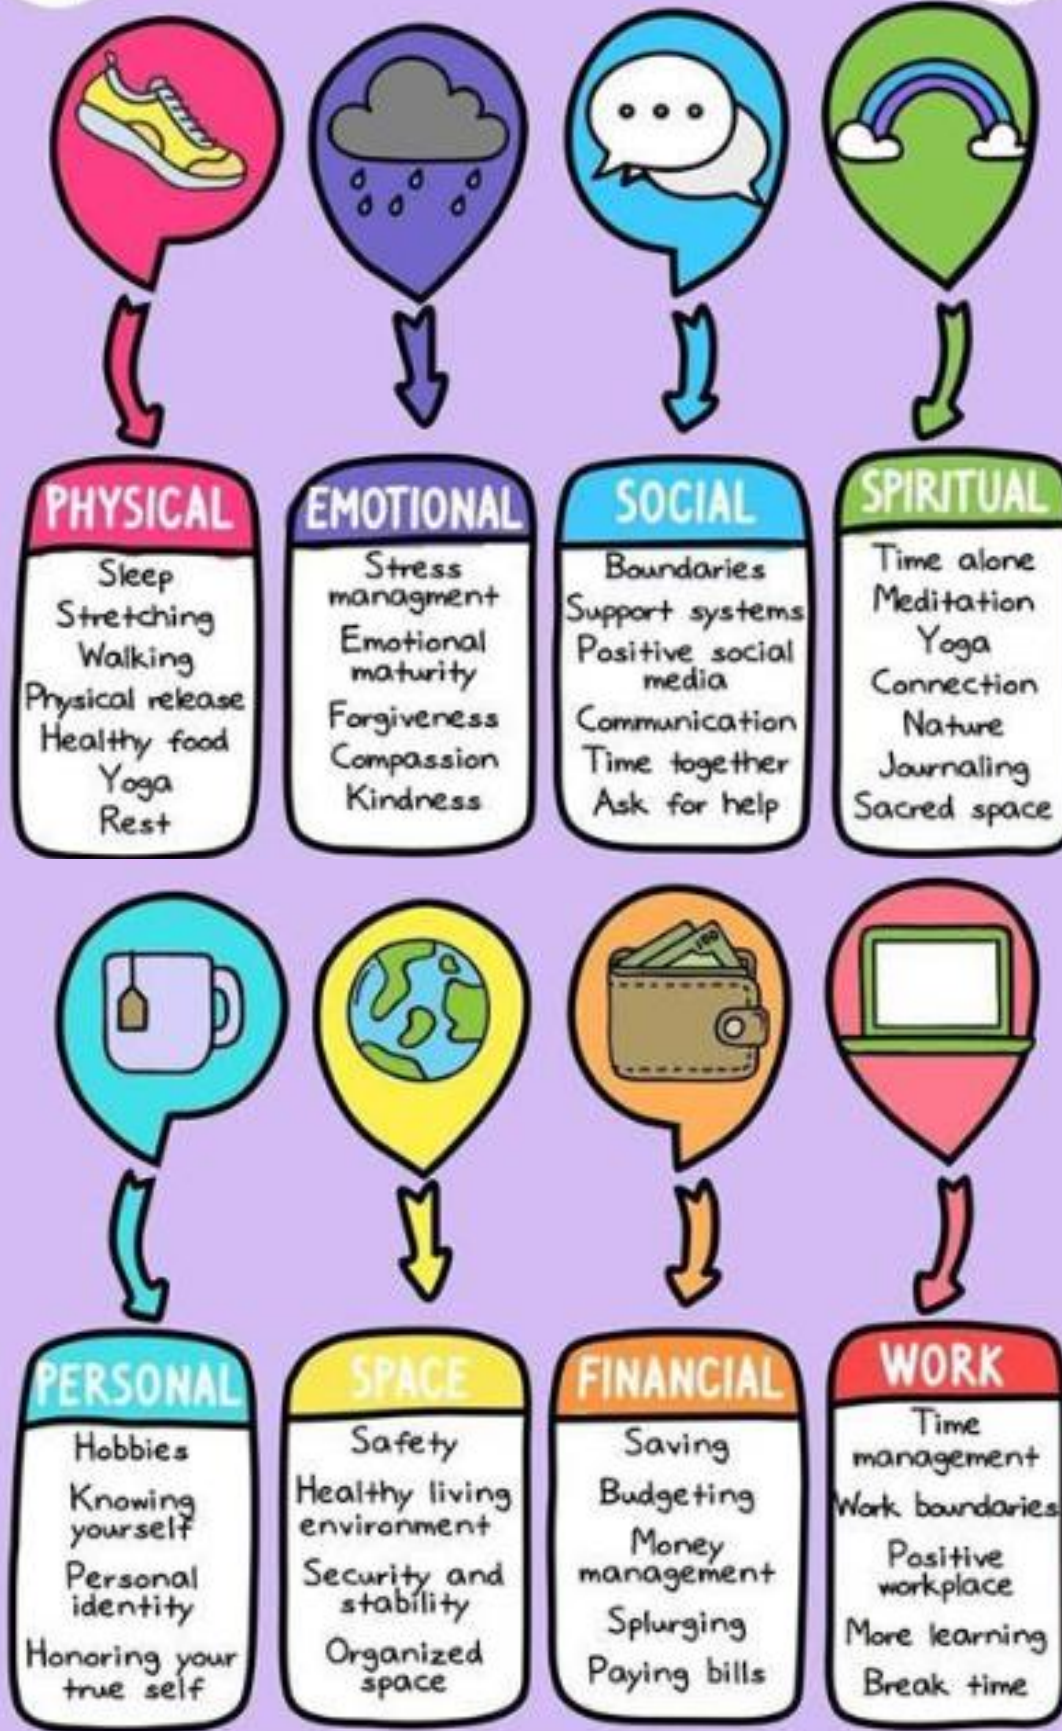 PHYSICAL
Sleep
Stretching
Walking
Physical release
Healthy food
Yoga
Rest
EMOTIONAL
Stress
managment
Emotional
maturity
Forgiveness
Compassion
Kindness
SOCIAL
Boundaries
Support systems
Positive social
media
Communication
Time together
Ask for help
SPIRITUAL
Time alone
Meditation
Yoga
Connection
Nature
Journaling
Sacred space
PERSONAL
Hobbies
Knowing
yourself
Personal
identity
Honoring your
true self
SPACE
Safety
Healthy living
environment
Security and
stability
Organized
space
100
FINANCIAL
Saving
Budgeting
Money
management
Splurging
Paying bills
WORK
Time
management
Work boundaries
Positive
workplace
More learning
Break time